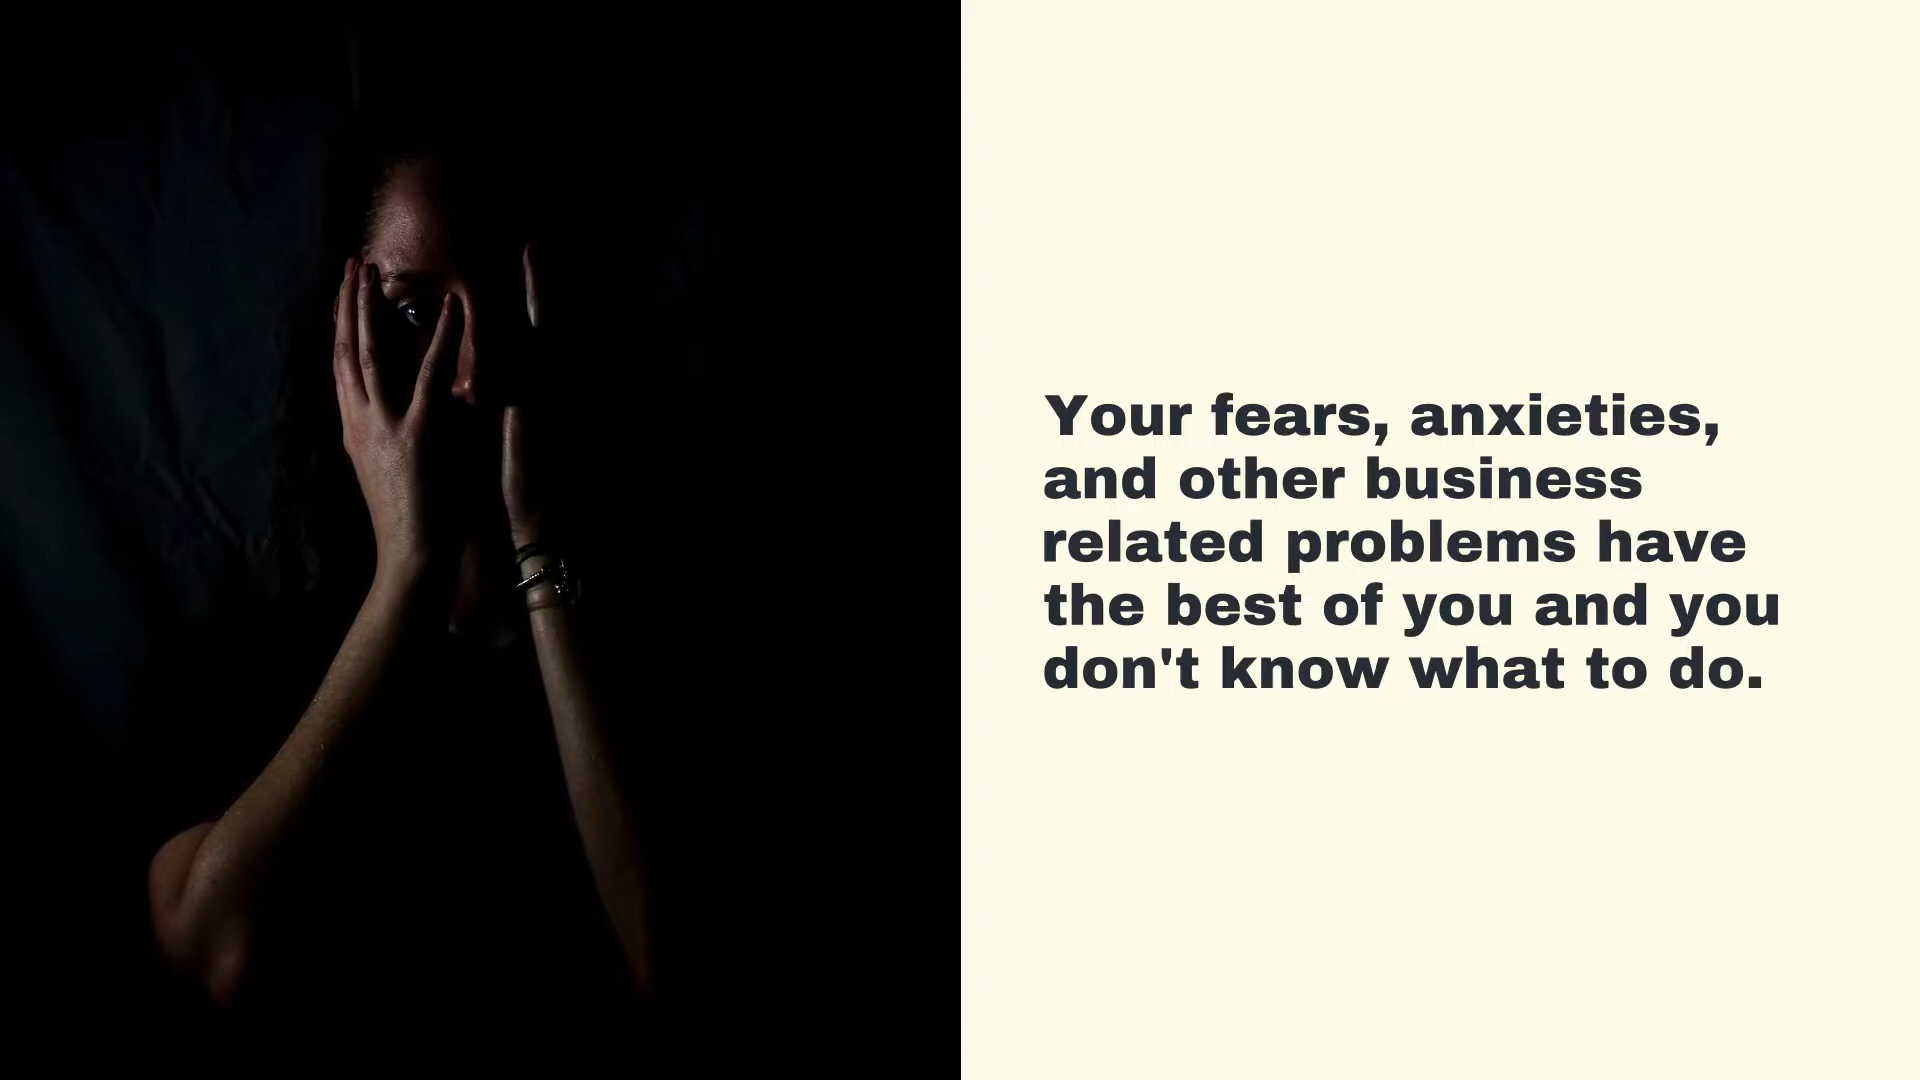 Your fears, anxieties,
and other business
related problems have
the best of you and you
don't know what to do.